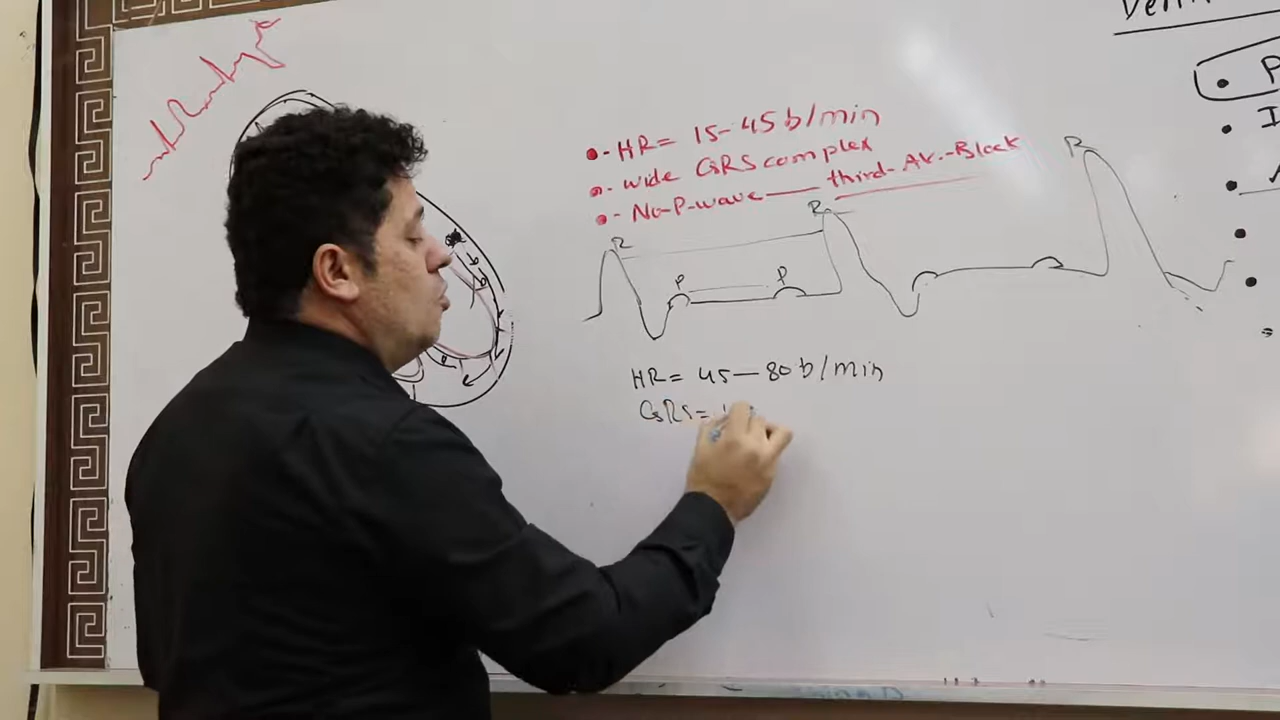 • - HR = 15-45 b/min
• - wide QRS complex
• - No-P-wave — third-Av.-Block
R R R
P P
HR = 45 — 80 b/min
QRS =